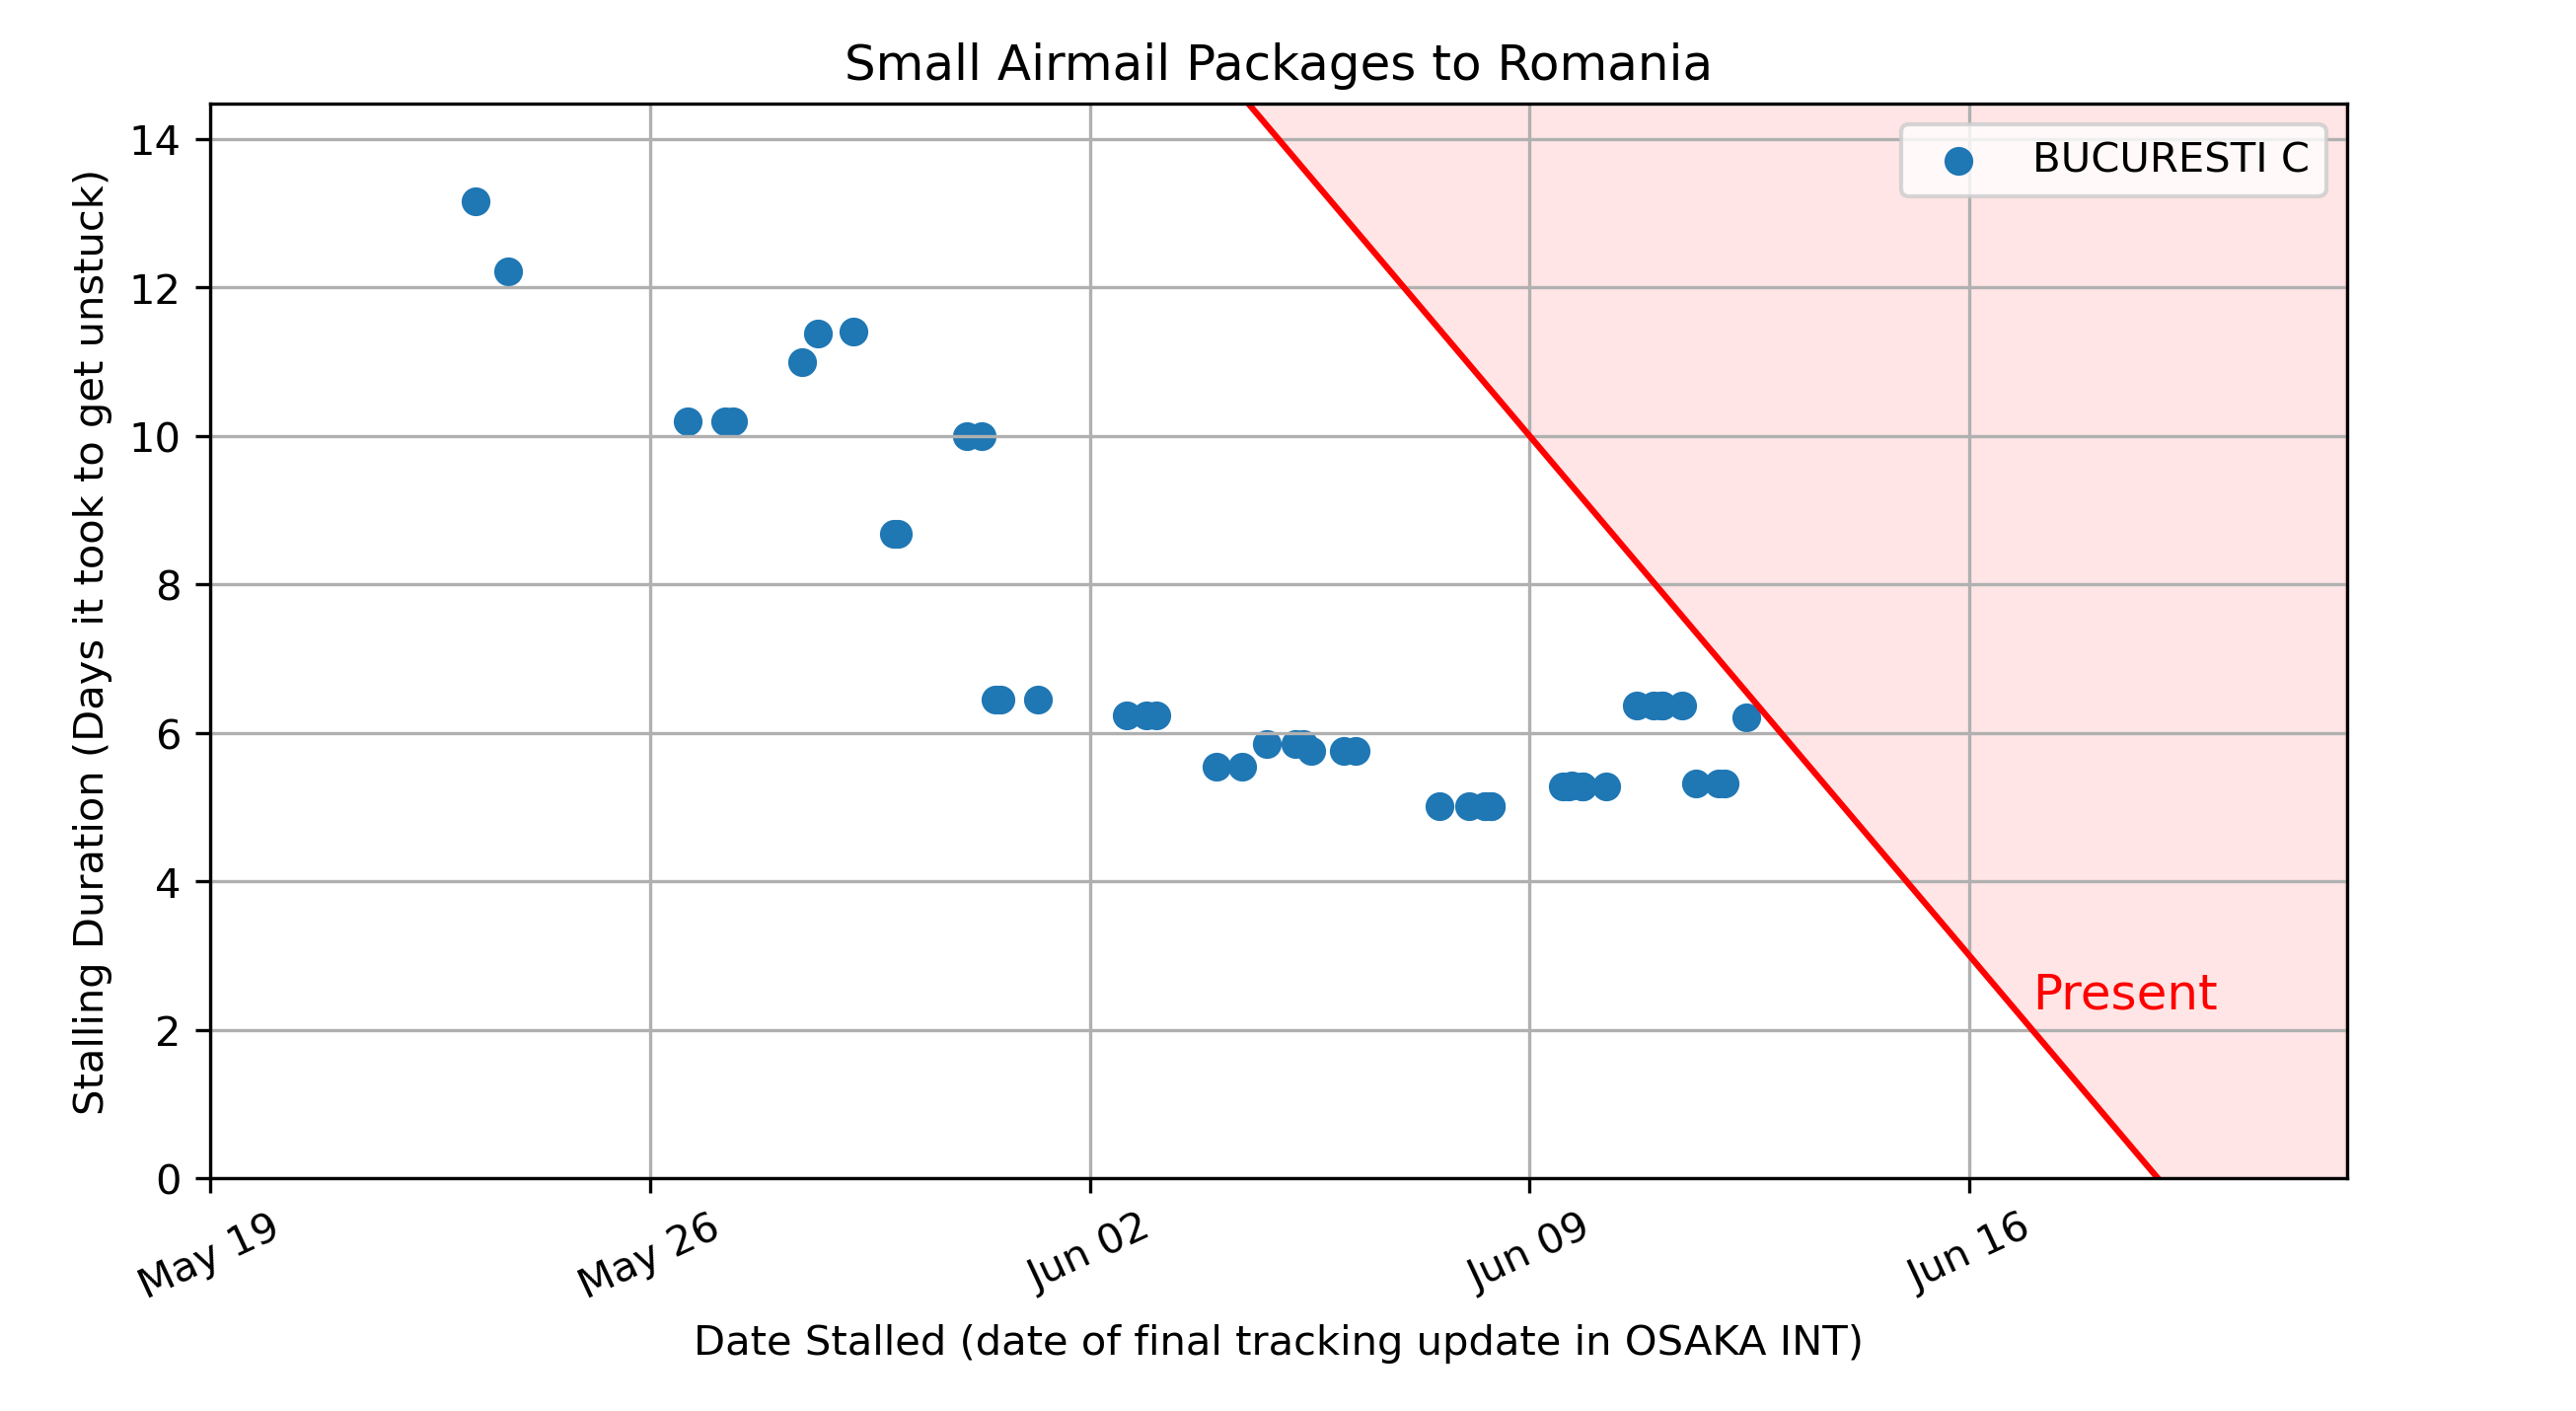 Small Airmail Packages to Romania
BUCURESTI C
Stalling Duration (Days it took to get unstuck)
14
12
10
8
6
4
2
0
Present
May 19
May 26
Jun 02
Jun 09
Jun 16
Date Stalled (date of final tracking update in OSAKA INT)